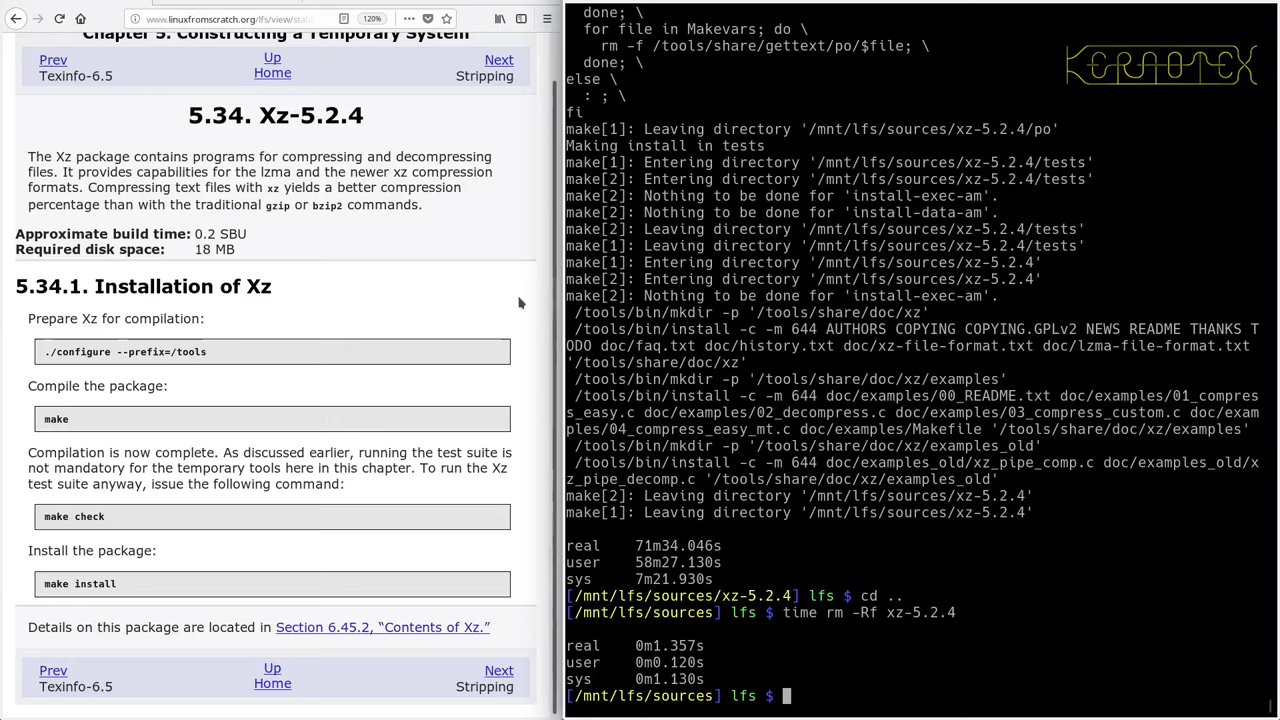 www.linuxfromscratch.org/lfs/view/stab
120%
Chapter 5. Constructing a Temporary System
Prev
Up
Next
Texinfo-6.5
Home
Stripping
5.34. Xz-5.2.4
The Xz package contains programs for compressing and decompressing
files. It provides capabilities for the lzma and the newer xz compression
formats. Compressing text files with xz yields a better compression
percentage than with the traditional gzip or bzip2 commands.
Approximate build time: 0.2 SBU
Required disk space: 18 MB
5.34.1. Installation of Xz
Prepare Xz for compilation:
./configure --prefix=/tools
Compile the package:
make
Compilation is now complete. As discussed earlier, running the test suite is
not mandatory for the temporary tools here in this chapter. To run the Xz
test suite anyway, issue the following command:
make check
Install the package:
make install
Details on this package are located in Section 6.45.2, “Contents of Xz.”
Prev
Up
Next
Texinfo-6.5
Home
Stripping
done; \
for file in Makevars; do \
rm -f /tools/share/gettext/po/$file; \
done; \
else \
: ; \
fi
make[1]: Leaving directory '/mnt/lfs/sources/xz-5.2.4/po'
Making install in tests
make[1]: Entering directory '/mnt/lfs/sources/xz-5.2.4/tests'
make[2]: Entering directory '/mnt/lfs/sources/xz-5.2.4/tests'
make[2]: Nothing to be done for 'install-exec-am'.
make[2]: Nothing to be done for 'install-data-am'.
make[2]: Leaving directory '/mnt/lfs/sources/xz-5.2.4/tests'
make[1]: Leaving directory '/mnt/lfs/sources/xz-5.2.4/tests'
make[1]: Entering directory '/mnt/lfs/sources/xz-5.2.4'
make[2]: Entering directory '/mnt/lfs/sources/xz-5.2.4'
make[2]: Nothing to be done for 'install-exec-am'.
/tools/bin/mkdir -p '/tools/share/doc/xz'
/tools/bin/install -c -m 644 AUTHORS COPYING COPYING.GPLv2 NEWS README THANKS T
ODO doc/faq.txt doc/history.txt doc/xz-file-format.txt doc/lzma-file-format.txt
'/tools/share/doc/xz'
/tools/bin/mkdir -p '/tools/share/doc/xz/examples'
/tools/bin/install -c -m 644 doc/examples/00_README.txt doc/examples/01_compres
s_easy.c doc/examples/02_decompress.c doc/examples/03_compress_custom.c doc/exam
ples/04_compress_easy_mt.c doc/examples/Makefile '/tools/share/doc/xz/examples'
/tools/bin/mkdir -p '/tools/share/doc/xz/examples_old'
/tools/bin/install -c -m 644 doc/examples_old/xz_pipe_comp.c doc/examples_old/x
z_pipe_decomp.c '/tools/share/doc/xz/examples_old'
make[2]: Leaving directory '/mnt/lfs/sources/xz-5.2.4'
make[1]: Leaving directory '/mnt/lfs/sources/xz-5.2.4'
real 71m34.046s
user 58m27.130s
sys 7m21.930s
[/mnt/lfs/sources/xz-5.2.4] lfs $ cd ..
[/mnt/lfs/sources] lfs $ time rm -Rf xz-5.2.4
real 0m1.357s
user 0m0.120s
sys 0m1.130s
[/mnt/lfs/sources] lfs $